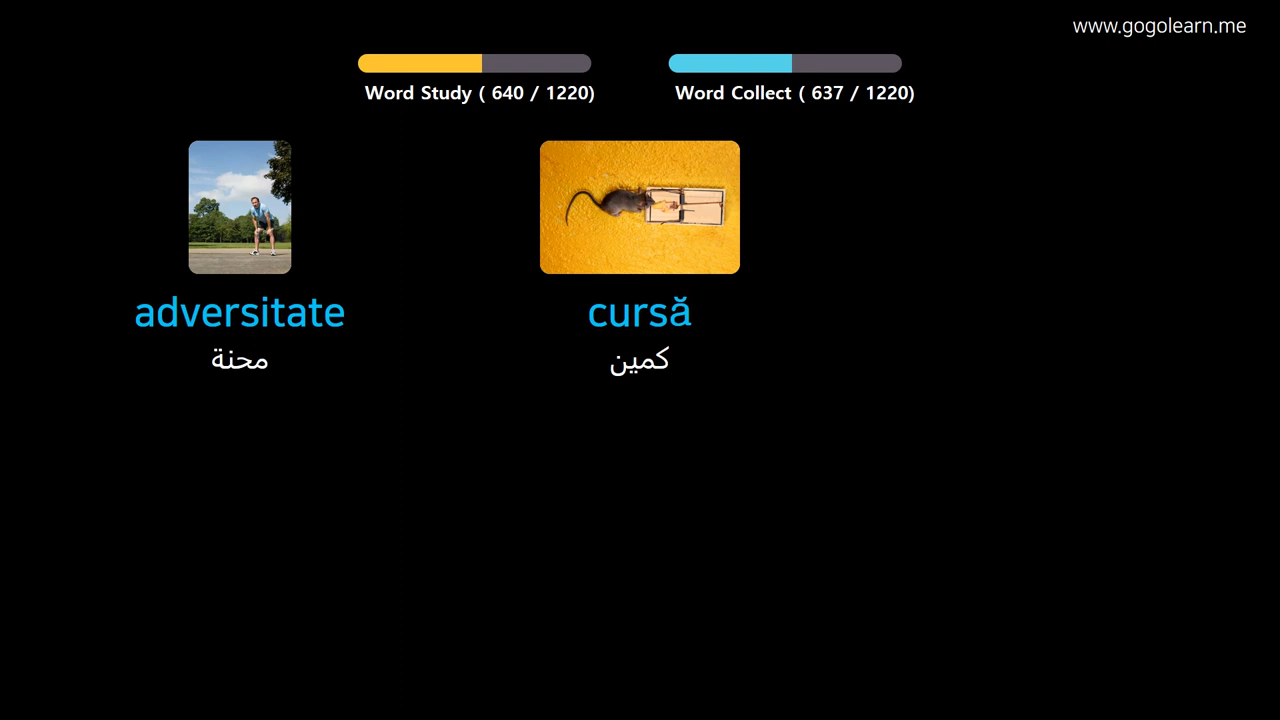 www.gogolearn.me
Word Study ( 640 / 1220)
Word Collect ( 637 / 1220)
adversitate
محنة
cursă
كمين